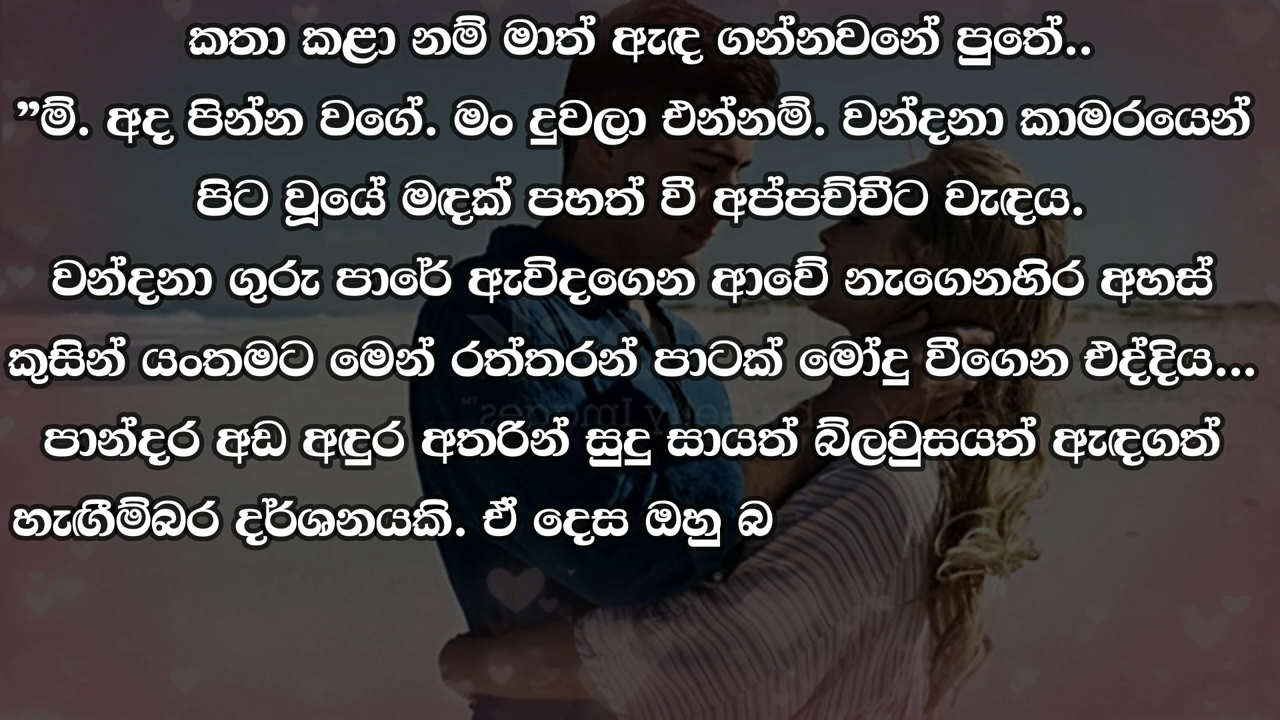 කතා කළා නම් මාත් ඇඳ ගන්නවනේ පුතේ..
”ම්. අද පින්න වගේ. මං දුවලා එන්නම්. වන්දනා කාමරයෙන්
පිට වූයේ මඳක් පහත් වී අප්පච්චීට වැඳය.
වන්දනා ගුරු පාරේ ඇවිදගෙන ආවේ නැගෙනහිර අහස්
කුසින් යංතමට මෙන් රත්තරන් පාටක් මෝදු වීගෙන එද්දිය...
පාන්දර අඩ අඳුර අතරින් සුදු සායත් බ්ලවුසයත් ඇඳගත්
හැඟීම්බර දර්ශනයකි. ඒ දෙස ඔහු බ